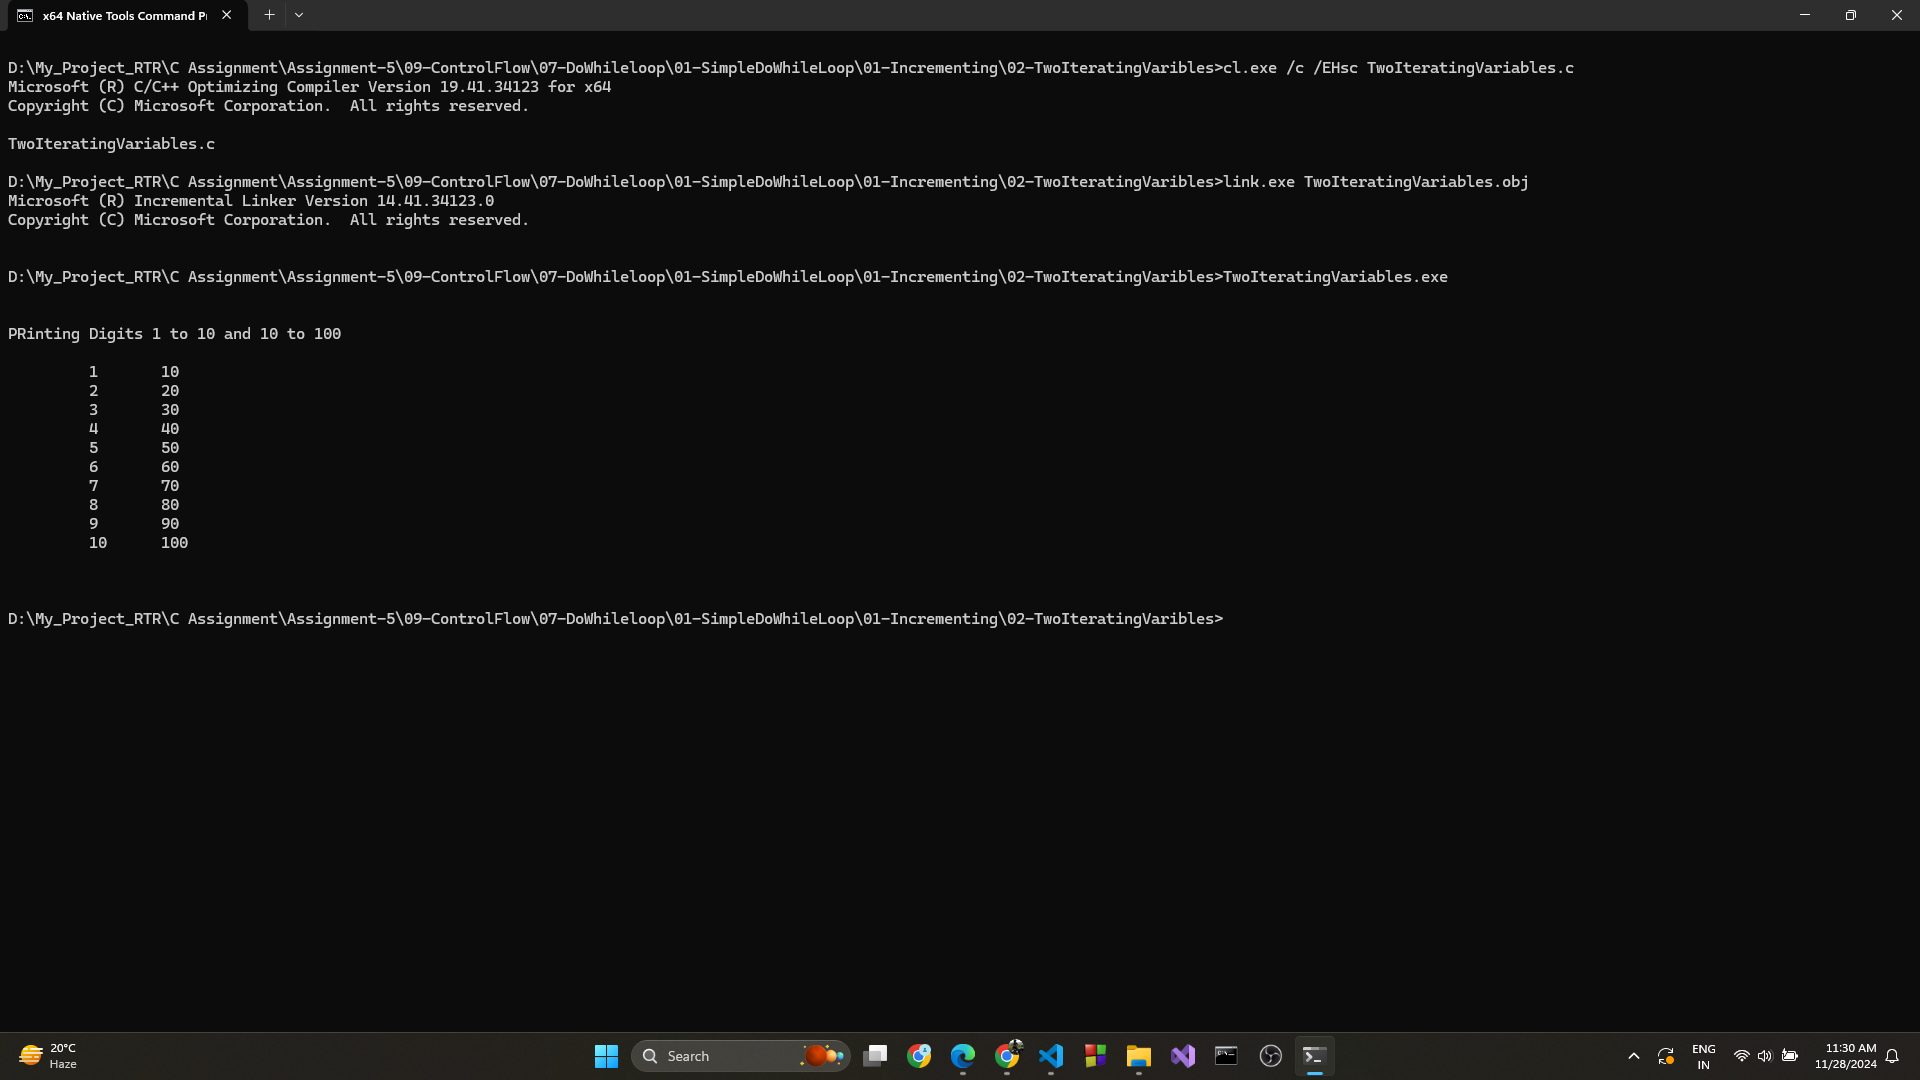 x64 Native Tools Command P
D:\My_Project_RTR\C Assignment\Assignment-5\09-ControlFlow\07-DoWhileloop\01-SimpleDoWhileLoop\01-Incrementing\02-TwoIteratingVaribles>cl.exe /c /EHsc TwoIteratingVariables.c
Microsoft (R) C/C++ Optimizing Compiler Version 19.41.34123 for x64
Copyright (C) Microsoft Corporation.  All rights reserved.
TwoIteratingVariables.c
D:\My_Project_RTR\C Assignment\Assignment-5\09-ControlFlow\07-DoWhileloop\01-SimpleDoWhileLoop\01-Incrementing\02-TwoIteratingVaribles>link.exe TwoIteratingVariables.obj
Microsoft (R) Incremental Linker Version 14.41.34123.0
Copyright (C) Microsoft Corporation.  All rights reserved.
D:\My_Project_RTR\C Assignment\Assignment-5\09-ControlFlow\07-DoWhileloop\01-SimpleDoWhileLoop\01-Incrementing\02-TwoIteratingVaribles>TwoIteratingVariables.exe
PRinting Digits 1 to 10 and 10 to 100
1 10
2 20
3 30
4 40
5 50
6 60
7 70
8 80
9 90
10 100
D:\My_Project_RTR\C Assignment\Assignment-5\09-ControlFlow\07-DoWhileloop\01-SimpleDoWhileLoop\01-Incrementing\02-TwoIteratingVaribles>
20°C
Haze
Search
ENG
IN
11:30 AM
11/28/2024